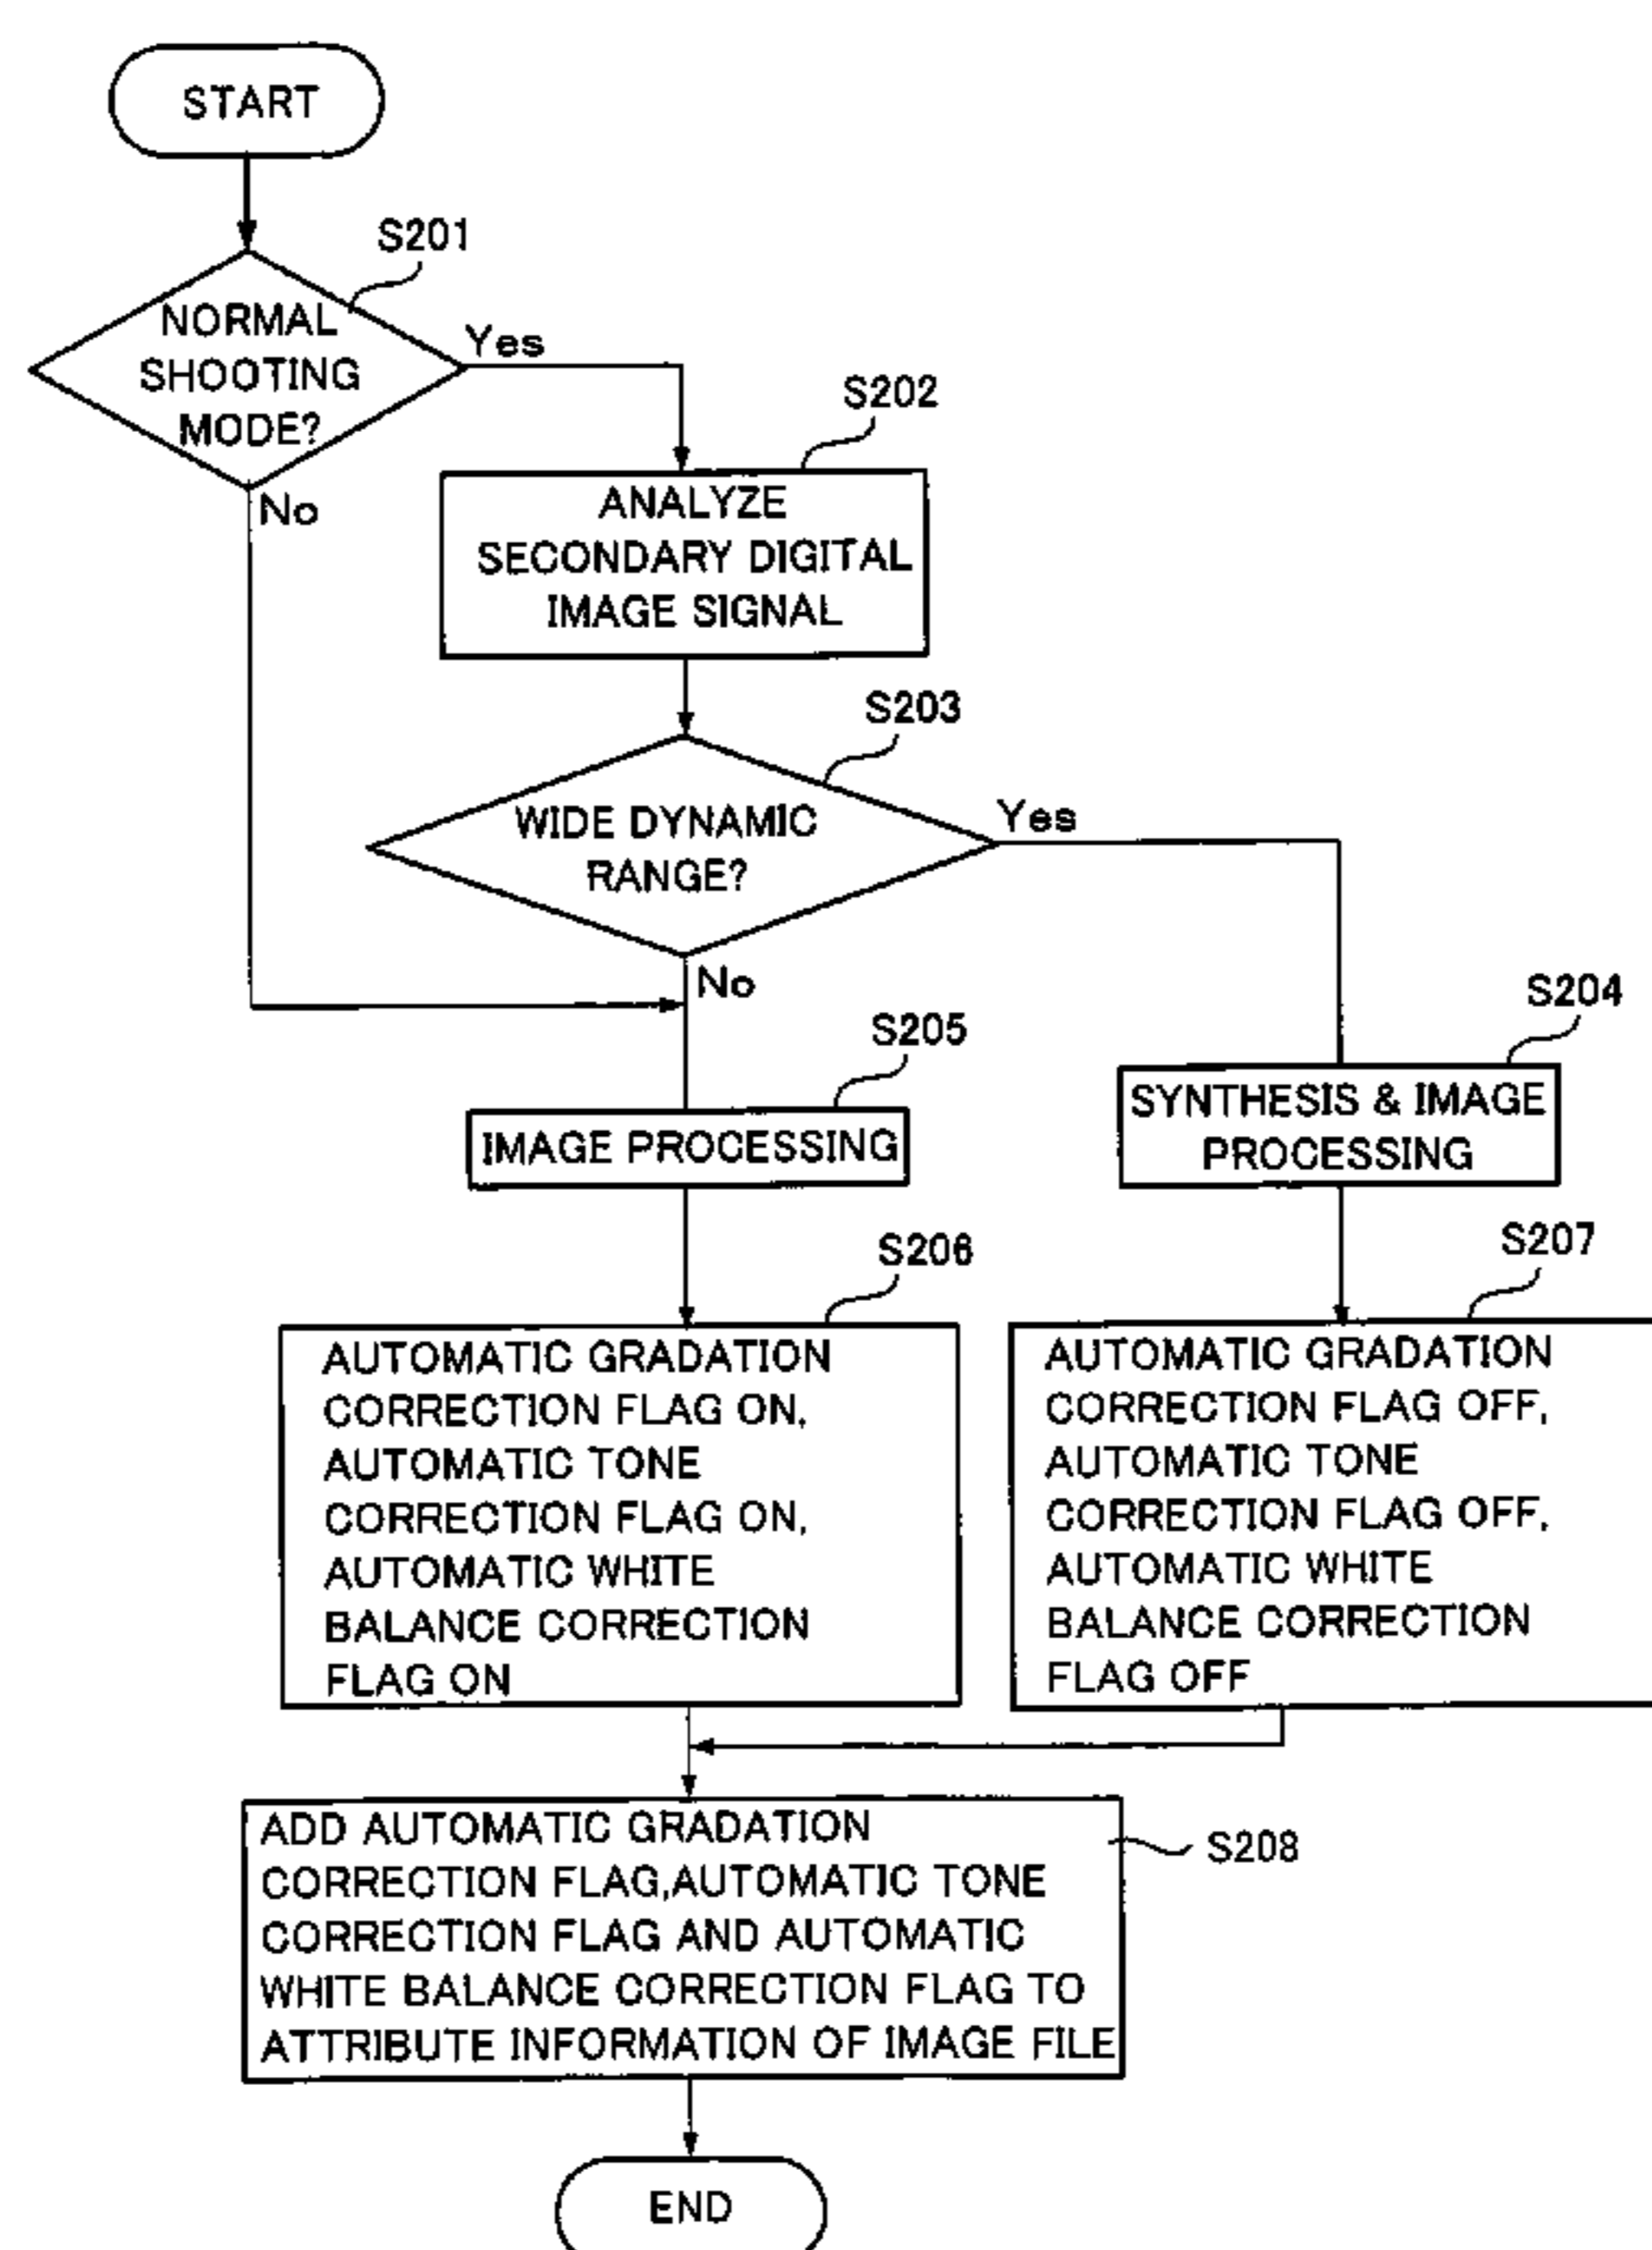 START
S201
NORMAL
SHOOTING
MODE?
Yes
No
S202
ANALYZE
SECONDARY DIGITAL
IMAGE SIGNAL
S203
WIDE DYNAMIC
RANGE?
Yes
No
S204
SYNTHESIS & IMAGE
PROCESSING
S205
IMAGE PROCESSING
S206
AUTOMATIC GRADATION
CORRECTION FLAG ON,
AUTOMATIC TONE
CORRECTION FLAG ON,
AUTOMATIC WHITE
BALANCE CORRECTION
FLAG ON
S207
AUTOMATIC GRADATION
CORRECTION FLAG OFF,
AUTOMATIC TONE
CORRECTION FLAG OFF,
AUTOMATIC WHITE
BALANCE CORRECTION
FLAG OFF
ADD AUTOMATIC GRADATION
CORRECTION FLAG,AUTOMATIC TONE
CORRECTION FLAG AND AUTOMATIC
WHITE BALANCE CORRECTION FLAG TO
ATTRIBUTE INFORMATION OF IMAGE FILE
S208
END